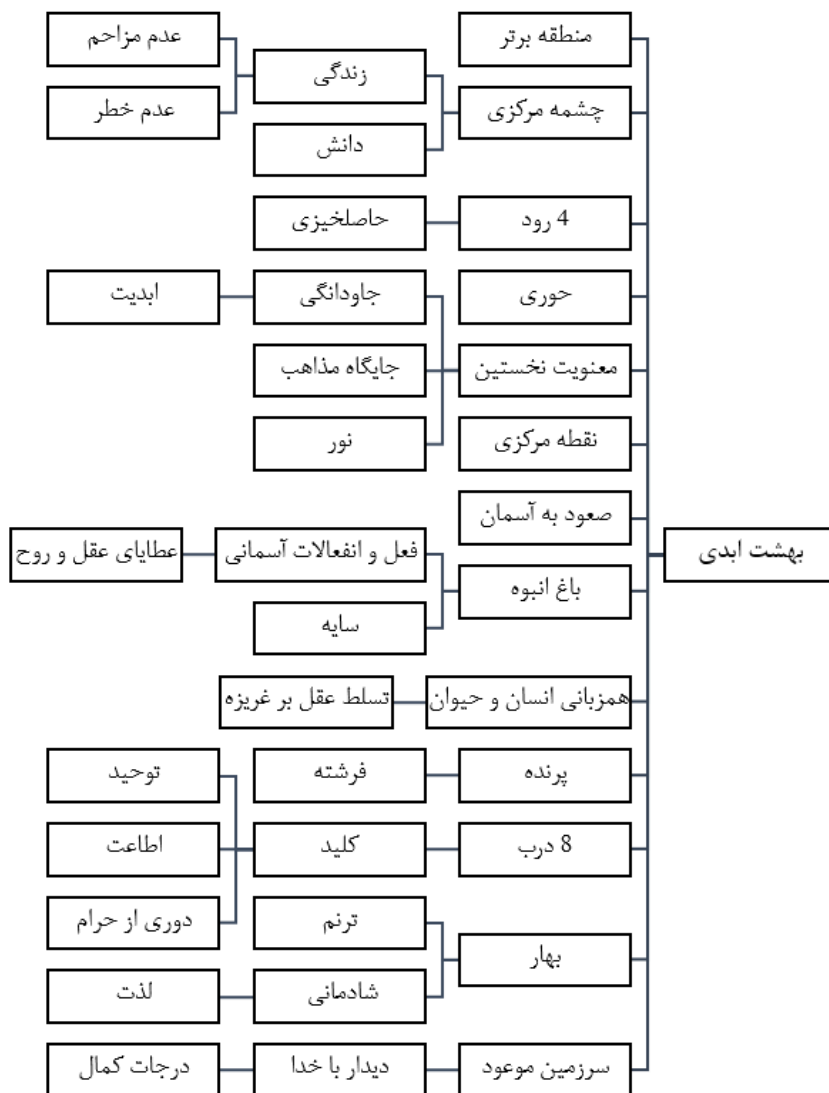 بهشت ابدی
منطقه برتر
چشمه مرکزی
زندگی
عدم مزاحم
عدم خطر
دانش
4 رود
حاصلخیزی
حوری
معنویت نخستین
جاودانگی
ابدیت
جایگاه مذاهب
نور
نقطه مرکزی
صعود به آسمان
باغ انبوه
فعل و انفعالات آسمانی
عطایای عقل و روح
سایه
همزبانی انسان و حیوان
تسلط عقل بر غریزه
پرنده
فرشته
8 درب
کلید
توحید
اطاعت
دوری از حرام
بهار
ترنم
شادمانی
لذت
سرزمین موعود
دیدار با خدا
درجات کمال